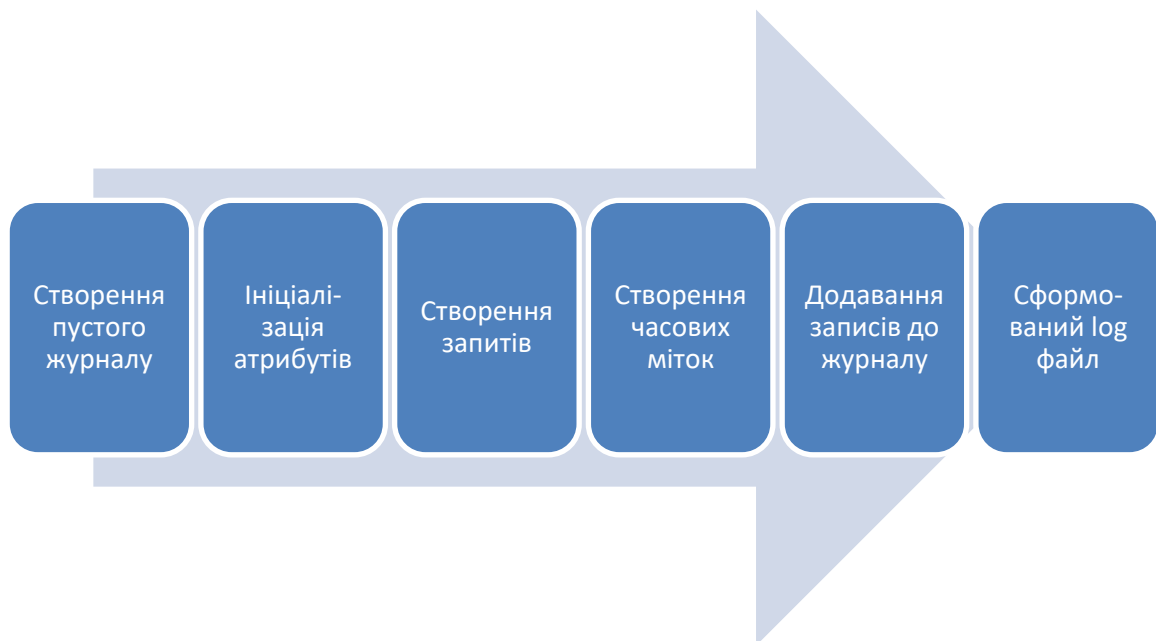 Створення
пустого
журналу
Ініціалі-
зація
атрибутів
Створення
запитів
Створення
часових
міток
Додавання
записів до
журналу
Сформо-
ваний log
файл